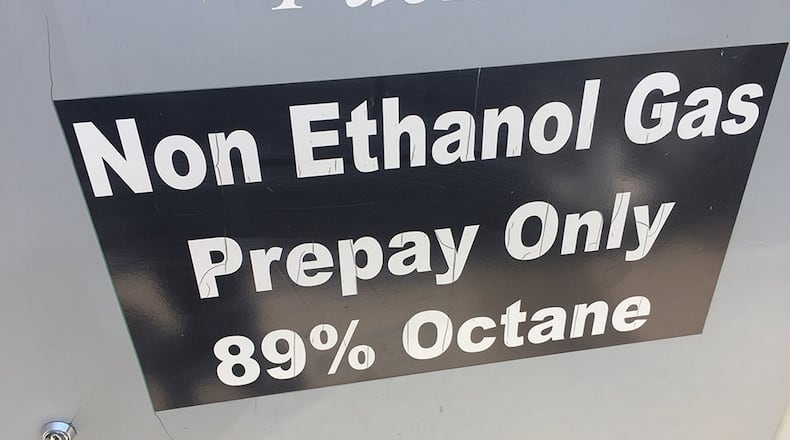 Non Ethanol Gas
Prepay Only
89% Octane